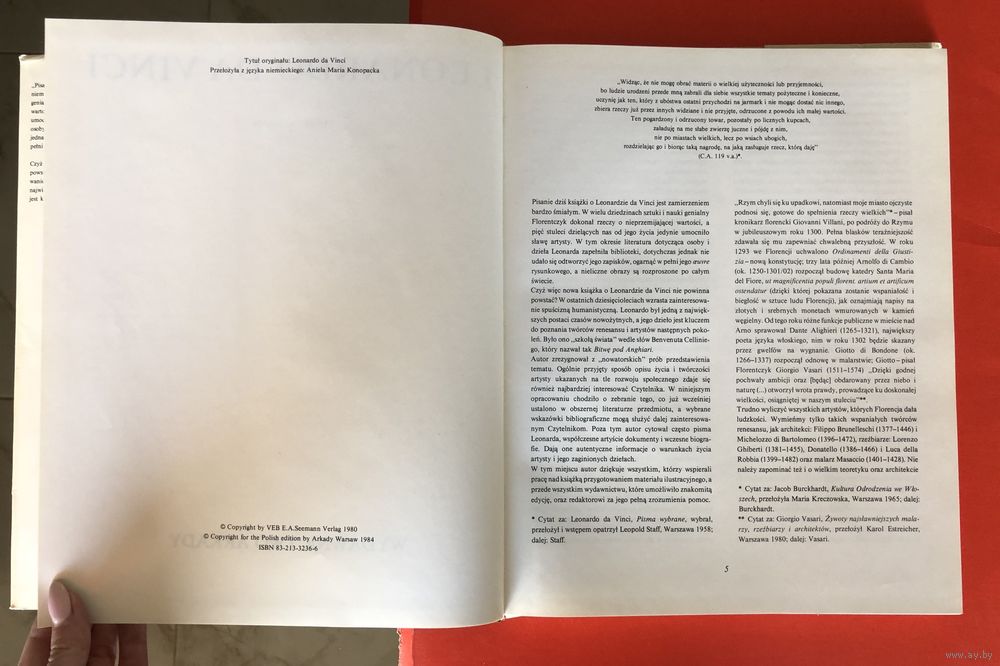 Tytuł oryginału: Leonardo da Vinci
Przełożyła z języka niemieckiego: Aniela Maria Konopacka
© Copyright by VEB E.A.Seemann Verlag 1980
© Copyright for the Polish edition by Arkady Warsaw 1984
ISBN 83-213-3236-6
„Widząc, że nie mogę obrać materii o wielkiej użyteczności lub przyjemności,
bo ludzie urodzeni przede mną zabrali dla siebie wszystkie tematy pożyteczne i konieczne,
uczynię jak ten, który z ubóstwa ostatni przychodzi na jarmark i nie mogąc dostać nic innego,
zbiera rzeczy już przez innych widziane i nie przyjęte, odrzucone z powodu ich małej wartości.
Ten pogardzony i odrzucony towar, pozostały po licznych kupcach,
załaduję na me słabe zwierzę juczne i pójdę z nim,
nie po miastach wielkich, lecz po wsiach ubogich,
rozdzielając go i biorąc taką nagrodę, na jaką zasługuje rzecz, którą daję”
(C.A. 119 v.a.)*.
Pisanie dziś książki o Leonardzie da Vinci jest zamierzeniem
bardzo śmiałym. W wielu dziedzinach sztuki i nauki genialny
Florentczyk dokonał rzeczy o nieprzemijającej wartości, a
pięć stuleci dzielących nas od jego życia jedynie umocniło
sławę artysty. W tym okresie literatura dotycząca osoby i
dzieła Leonarda zapełniła biblioteki, dotychczas jednak nie
udało się odtworzyć jego zapisków, ogarnąć w pełni jego œuvre
rysunkowego, a nieliczne obrazy są rozproszone po całym
świecie.
Czyż więc nowa książka o Leonardzie da Vinci nie powinna
powstać? W ostatnich dziesięcioleciach wzrasta zainteresowa-
nie spuścizną humanistyczną. Leonardo był jedną z najwięk-
szych postaci czasów nowożytnych, a jego dzieło jest kluczem
do poznania twórców renesansu i artystów następnych poko-
leń. Było ono „szkołą świata” wedle słów Benvenuta Cellinie-
go, który nazwał tak Bitwę pod Anghiari.
Autor zrezygnował z „nowatorskich” prób przedstawienia
tematu. Ogólnie przyjęty sposób opisu życia i twórczości
artysty ukazanych na tle rozwoju społecznego zdaje się
również najbardziej interesować Czytelnika. W niniejszym
opracowaniu chodziło o zebranie tego, co już wcześniej
ustalono w obszernej literaturze przedmiotu, a wybrane
wskazówki bibliograficzne mogą służyć dalej zainteresowa-
nym Czytelnikom. Poza tym autor cytował często pisma
Leonarda, współczesne artyście dokumenty i wczesne biogra-
fie. Dają one autentyczne informacje o warunkach życia
artysty i jego zaginionych dziełach.
W tym miejscu autor dziękuje wszystkim, którzy wspierali
pracę nad książką przygotowaniem materiału ilustracyjnego, a
przede wszystkim wydawnictwu, które umożliwiło znakomitą
edycję, oraz redaktorowi za jego pełną zrozumienia pomoc.
* Cytat za: Leonardo da Vinci, Pisma wybrane, wybrał,
przełożył i wstępem opatrzył Leopold Staff, Warszawa 1958;
dalej: Staff.
„Rzym chyli się ku upadkowi, natomiast moje miasto ojczyste
podnosi się, gotowe do spełnienia rzeczy wielkich”* – pisał
kronikarz florencki Giovanni Villani, po podróży do Rzymu
w jubileuszowym roku 1300. Pełna blasków teraźniejszość
zdawała się mu zapewniać chwalebną przyszłość. W roku
1293 we Florencji uchwalono Ordinamenti della Giusti-
zia – nową konstytucję; trzy lata później Arnolfo di Cambio
(ok. 1250-1301/02) rozpoczął budowę katedry Santa Maria
del Fiore, ut magnificentia populi florent. artium et artificum
ostendatur (dzięki której pokazana zostanie wspaniałość i
biegłość w sztuce ludu Florencji), jak oznajmiają napisy na
złotych i srebrnych monetach wmurowanych w kamień
węgielny. Od tego roku różne funkcje publiczne w mieście nad
Arno sprawował Dante Alighieri (1265–1321), największy
poeta języka włoskiego, nim w roku 1302 będzie skazany
przez gwelfów na wygnanie. Giotto di Bondone (ok.
1266-1337) rozpoczął odnowę w malarstwie; Giotto – pisał
Florentczyk Giorgio Vasari (1511–1574) „Dzięki godnej
pochwały ambicji oraz [będąc] obdarowany przez niebo i
naturę (...) otworzył wrota prawdy, prowadzące ku doskonałej
wielkości, osiągniętej w naszym stuleciu”**.
Trudno wyliczyć wszystkich artystów, których Florencja dała
ludzkości. Wymieńmy tylko takich wspaniałych twórców
renesansu, jak architekci: Filippo Brunelleschi (1377–1446) i
Michelozzo di Bartolomeo (1396–1472), rzeźbiarze: Lorenzo
Ghiberti (1381–1455), Donatello (1386–1466) i Luca della
Robbia (1399–1482) oraz malarz Masaccio (1401–1428). Nie
należy zapominać też i o wielkim teoretyku oraz architekcie
* Cytat za: Jacob Burckhardt, Kultura Odrodzenia we Wło-
szech, przełożyła Maria Kreczowska, Warszawa 1965; dalej:
Burckhardt.
** Cytat za: Giorgio Vasari, Żywoty najsławniejszych mala-
rzy, rzeźbiarzy i architektów, przełożył Karol Estreicher,
Warszawa 1980; dalej: Vasari.
5
www.ay.by